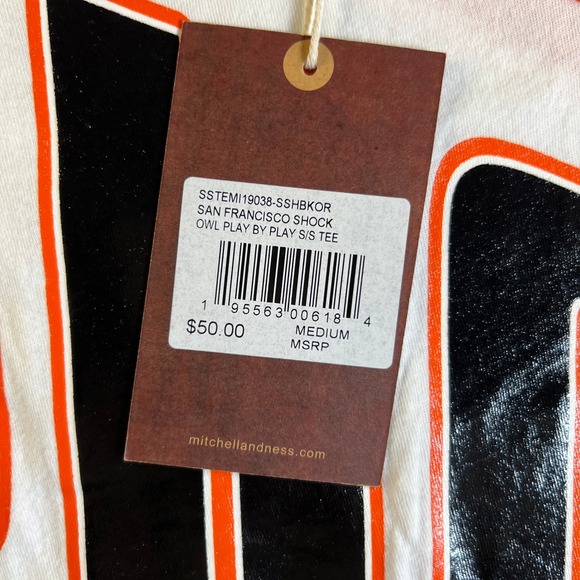 SSTEMI19038-SSHBKOR
SAN FRANCISCO SHOCK
OWL PLAY BY PLAY S/S TEE
1 95563 00618 4
$50.00 MEDIUM
MSRP
mitchellandness.com